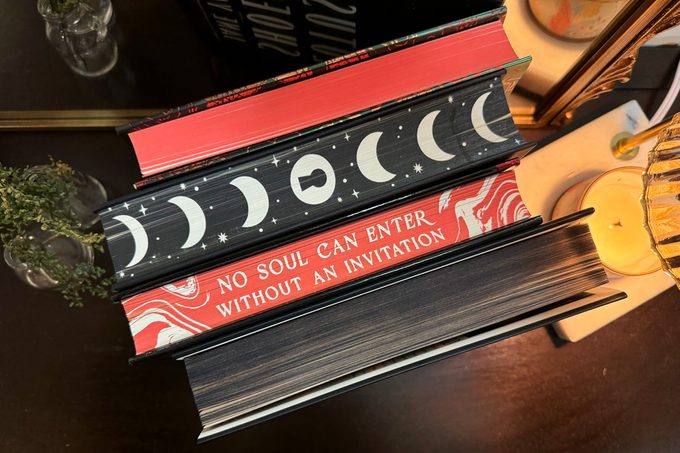 NO SOUL CAN ENTER
WITHOUT AN INVITATION